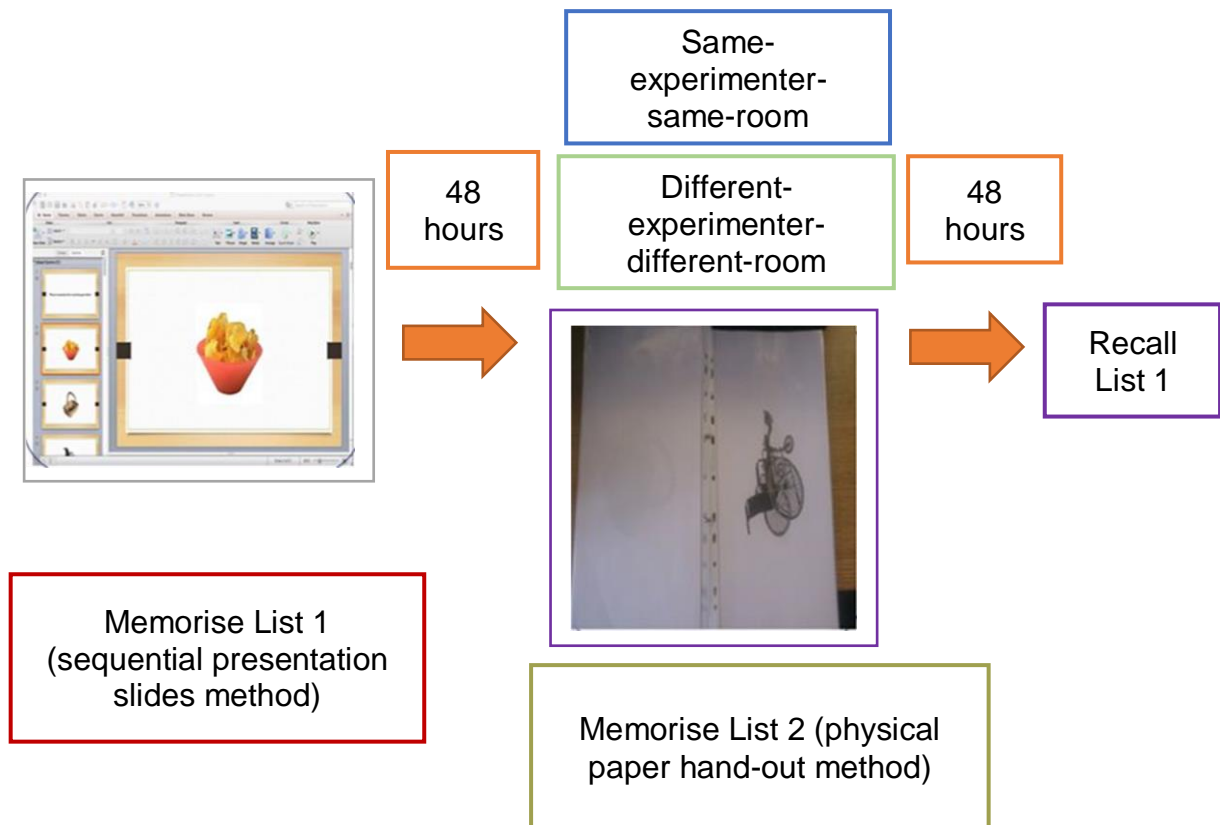 Same-
experimenter-
same-room
48
hours
Different-
experimenter-
different-room
48
hours
Recall
List 1
Memorise List 1
(sequential presentation
slides method)
Memorise List 2 (physical
paper hand-out method)